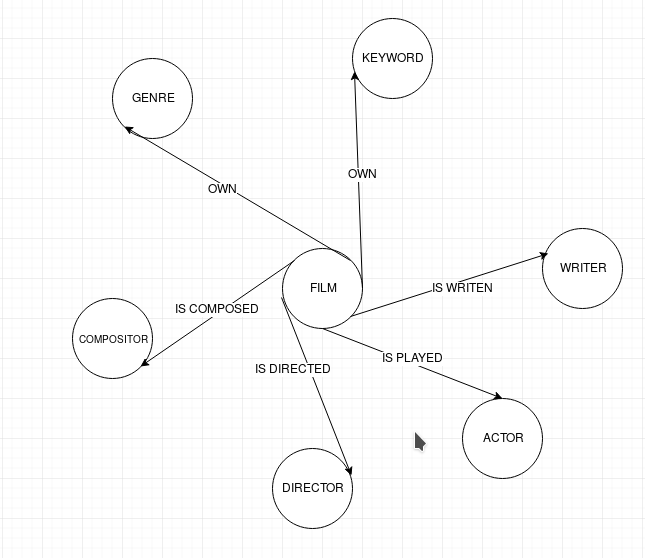 KEYWORD
GENRE
OWN
OWN
WRITER
FILM
IS WRITEN
IS COMPOSED
COMPOSITOR
IS PLAYED
IS DIRECTED
ACTOR
DIRECTOR